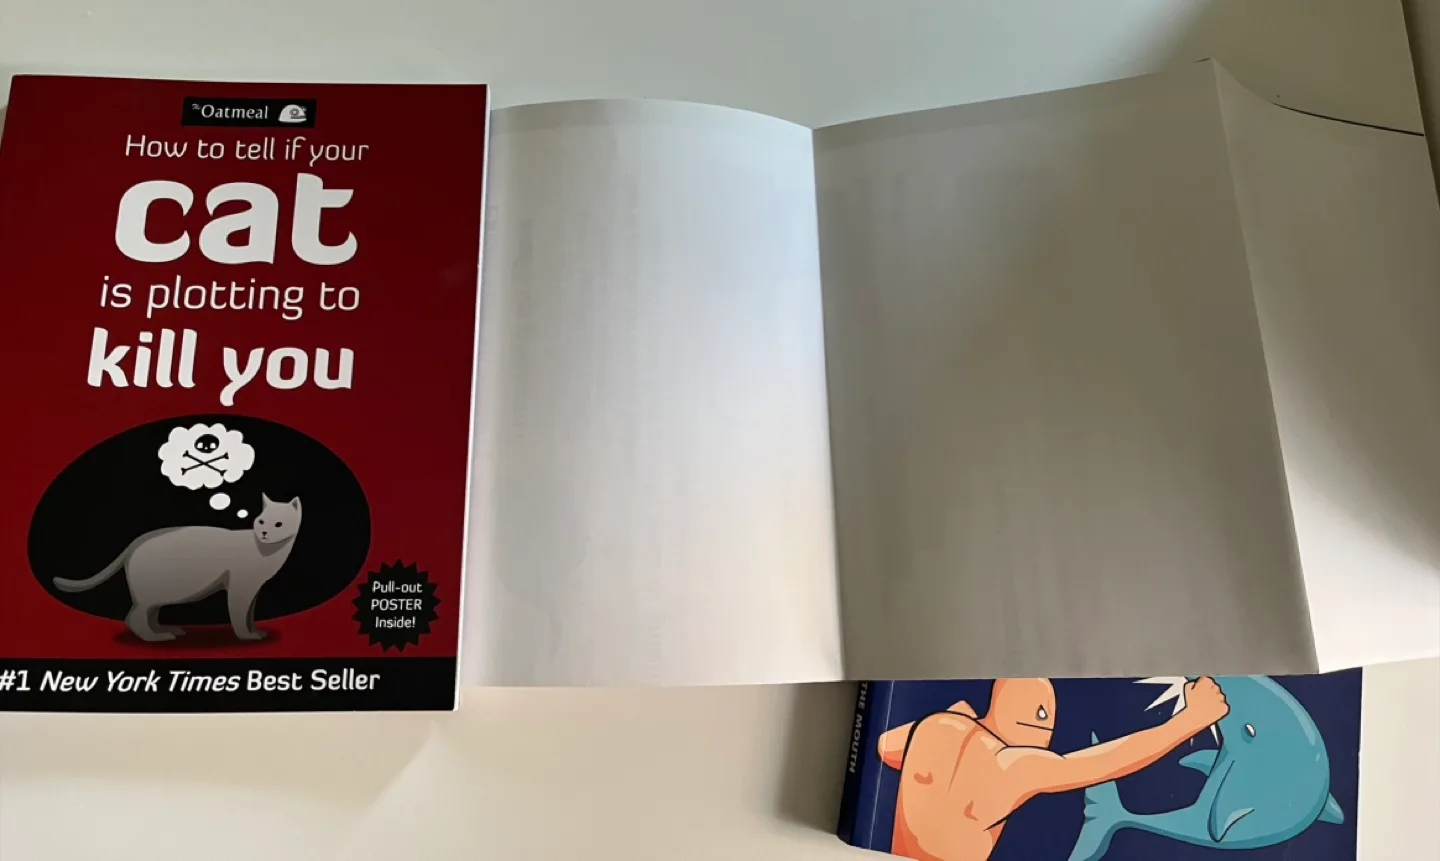 The Oatmeal
How to tell if your
cat
is plotting to
kill you
Pull-out
POSTER
Inside!
#1 New York Times Best Seller
THE MOUTH